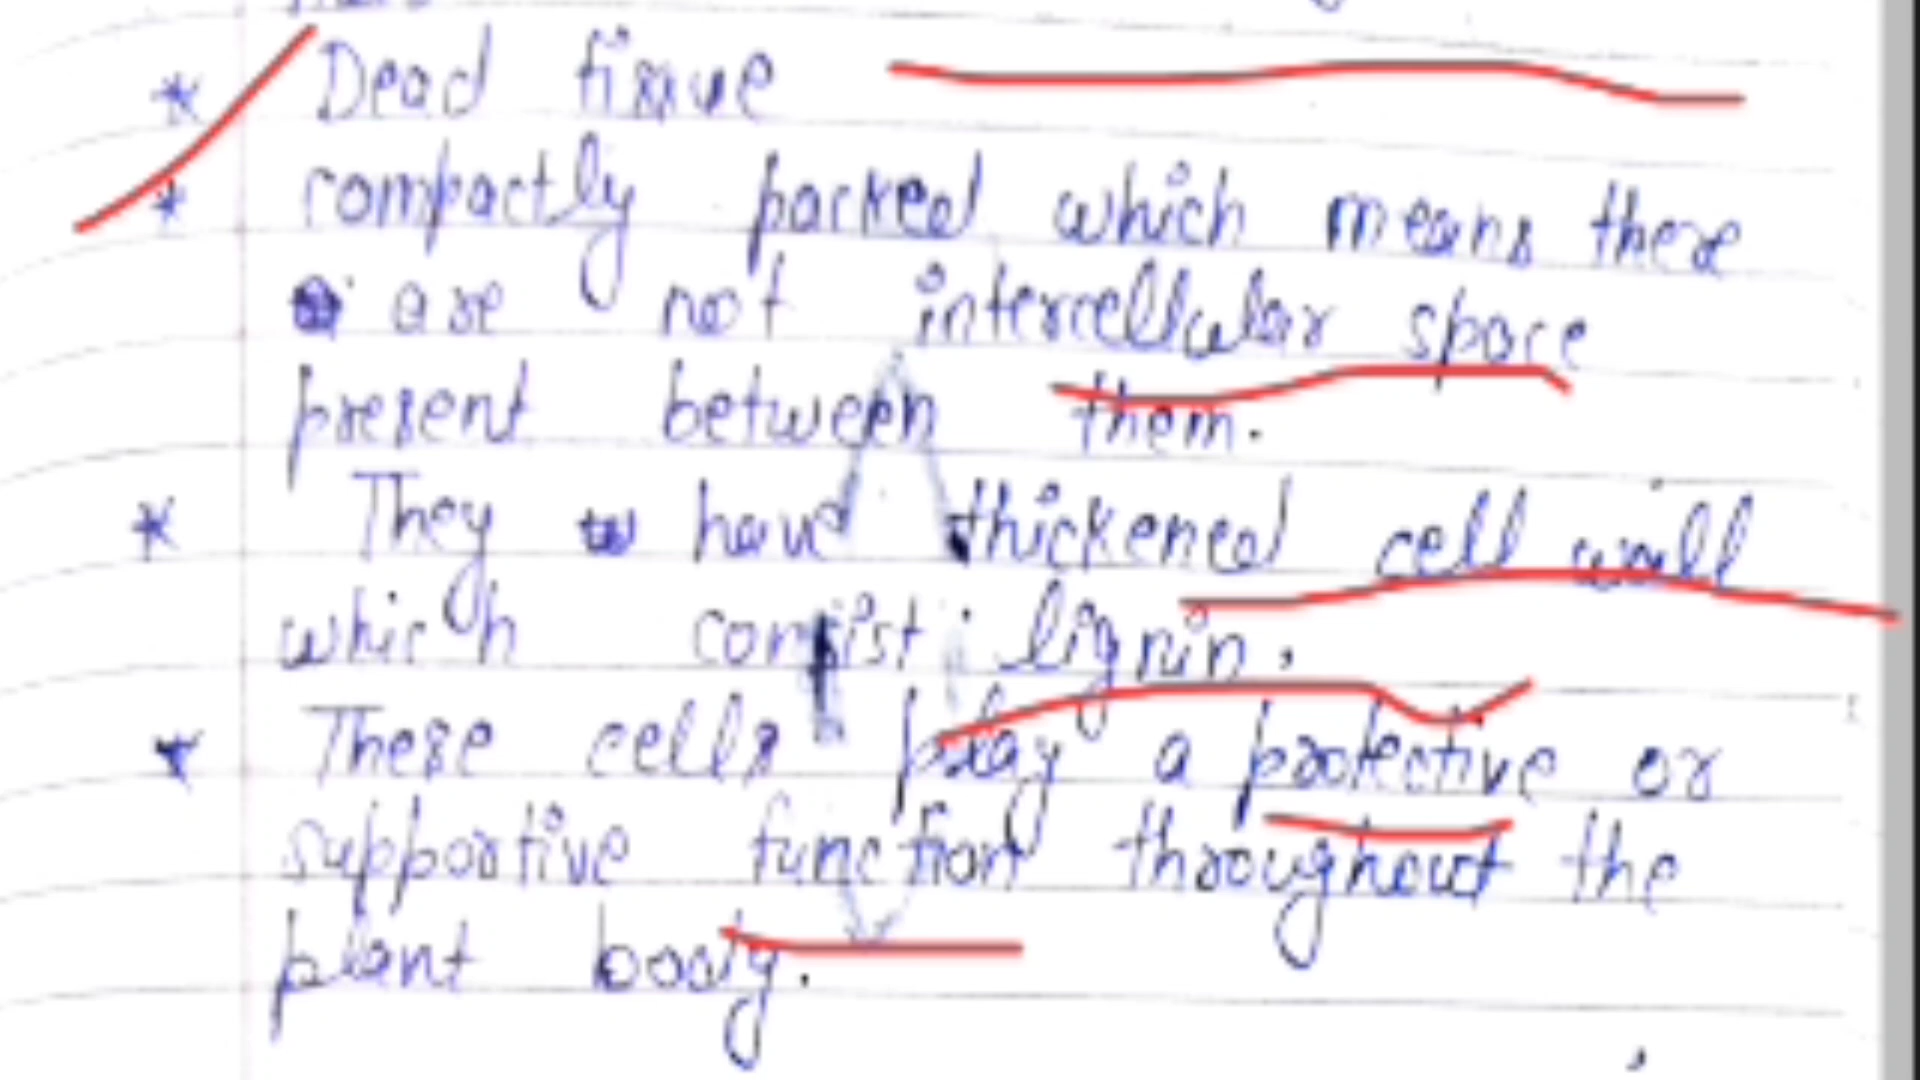 * Dead tissue
* compactly packed which means there
are not intercellular space
present between them.
* They have thickened cell wall
which consist lignin.
* These cells play a protective or
supportive function throughout the
plant body.